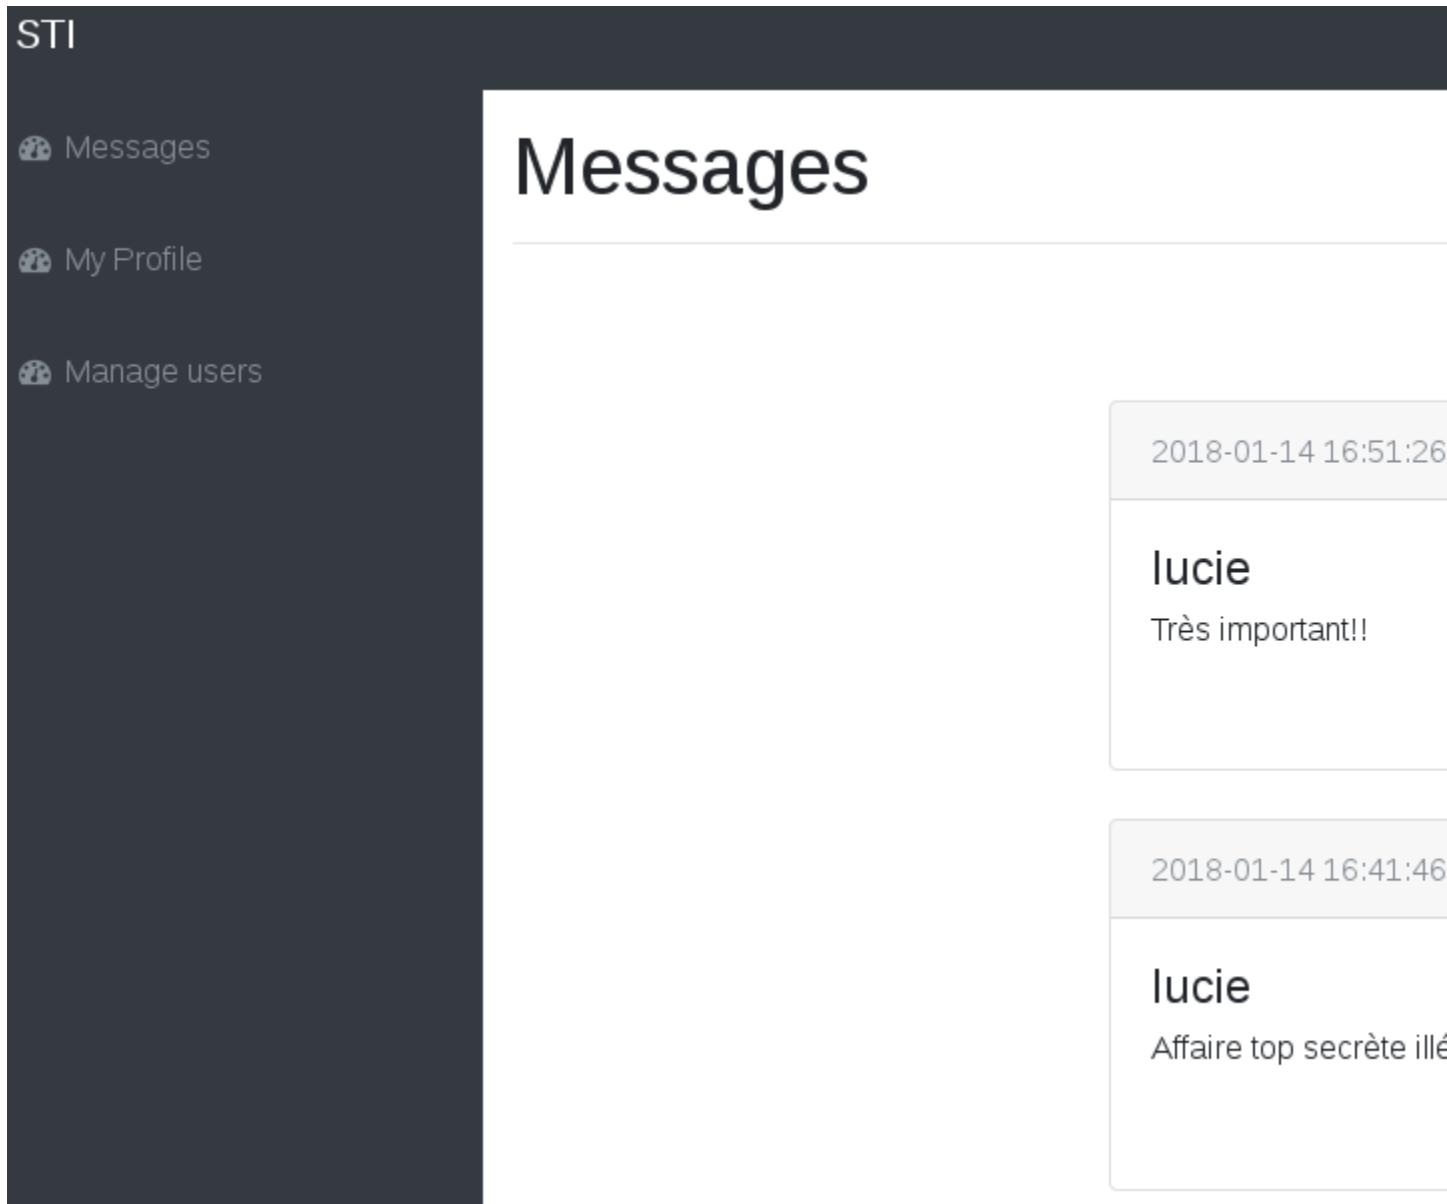 STI
Messages
My Profile
Manage users
Messages
2018-01-14 16:51:26
lucie
Très important!!
2018-01-14 16:41:46
lucie
Affaire top secrète